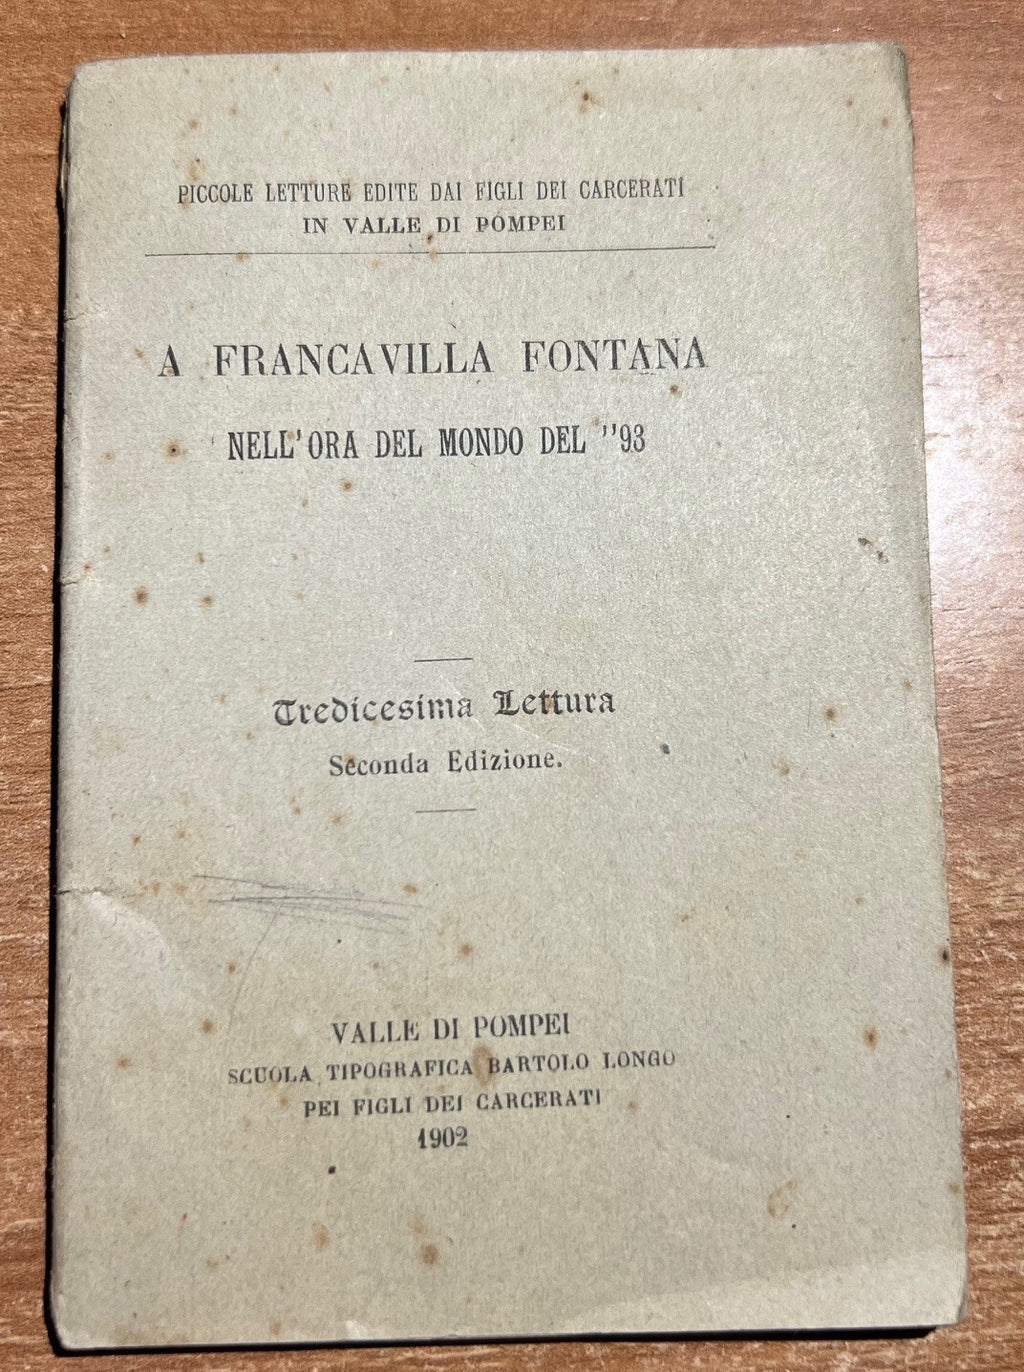 PICCOLE LETTURE EDITE DAI FIGLI DEI CARCERATI
IN VALLE DI POMPEI
A FRANCAVILLA FONTANA
NELL'ORA DEL MONDO DEL "93
Tredicesima Lettura
Seconda Edizione.
VALLE DI POMPEI
SCUOLA TIPOGRAFICA BARTOLO LONGO
PEI FIGLI DEI CARCERATI
1902